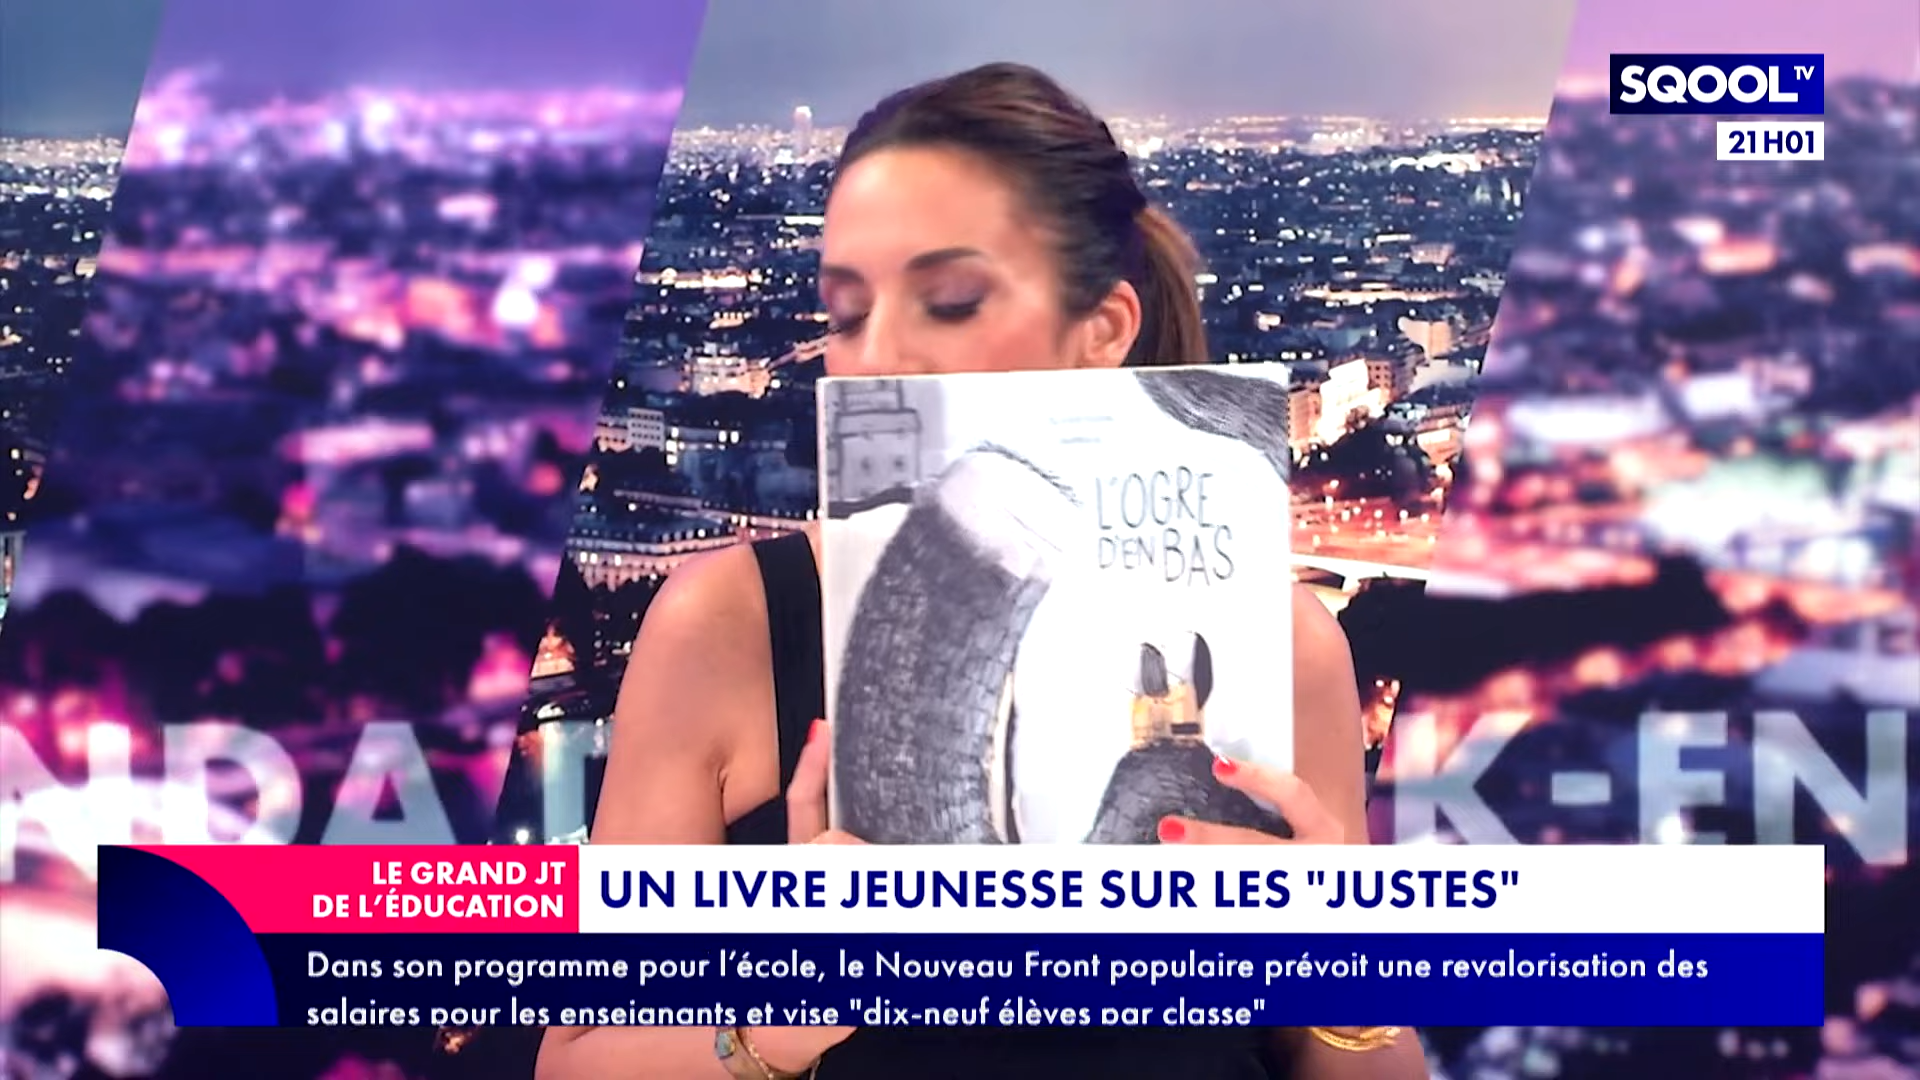 SQOOL TV
21H01
L'OGRE
D'EN BAS
NDA
K-EN
LE GRAND JT
DE L'ÉDUCATION
UN LIVRE JEUNESSE SUR LES "JUSTES"
Dans son programme pour l'école, le Nouveau Front populaire prévoit une revalorisation des
salaires pour les enseignants et vise "dix-neuf élèves par classe"